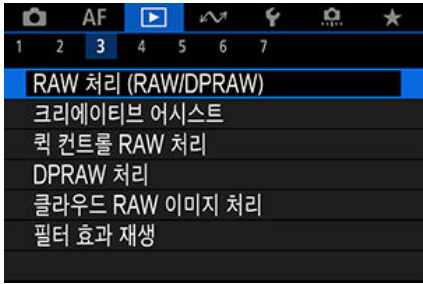 AF
1 2 3 4 5 6 7
RAW 처리 (RAW/DPRAW)
크리에이티브 어시스트
퀵 컨트롤 RAW 처리
DPRAW 처리
클라우드 RAW 이미지 처리
필터 효과 재생